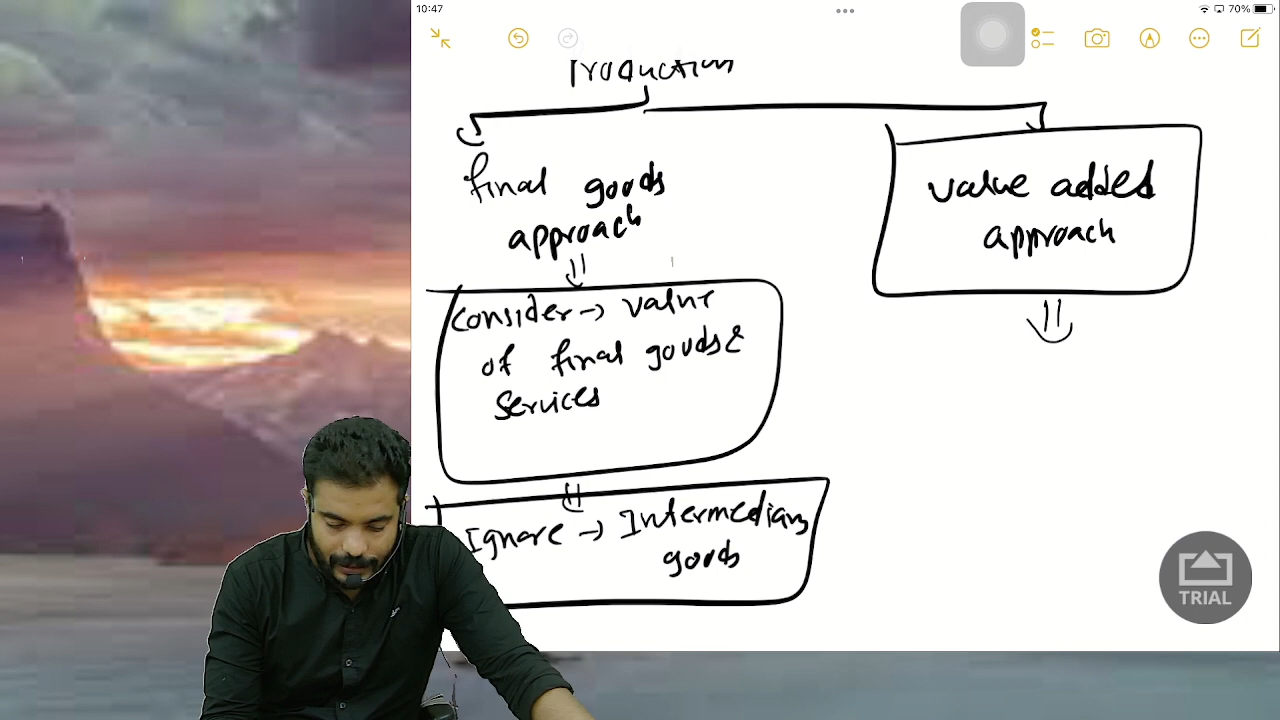 10:47
70%
Production
final goods
approach
value added
approach
Consider → value
of final goods &
Services
Ignore → Intermediary
goods
TRIAL